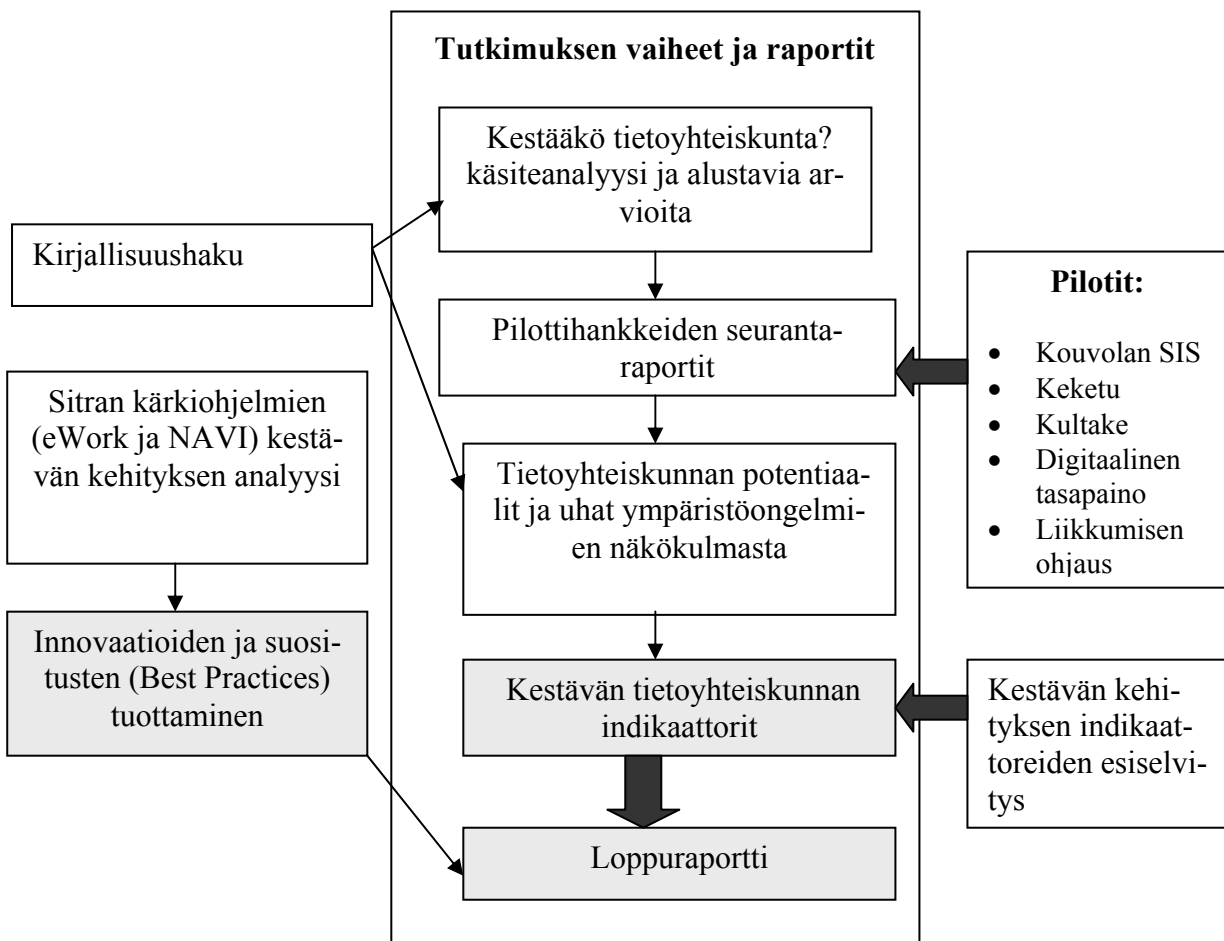 Tutkimuksen vaiheet ja raportit
Kestääkö tietoyhteiskunta?
käsiteanalyysi ja alustavia ar-
vioita
Kirjallisuushaku
Pilottihankkeiden seuranta-
raportit
Pilotit:
• Kouvolan SIS
• Keketu
• Kultake
• Digitaalinen
tasapaino
• Liikkumisen
ohjaus
Sitran kärkiohjelmien
(eWork ja NAVI) kestä-
vän kehityksen analyysi
Tietoyhteiskunnan potentiaa-
lit ja uhat ympäristöongelmi-
en näkökulmasta
Innovaatioiden ja suosi-
tusten (Best Practices)
tuottaminen
Kestävän tietoyhteiskunnan
indikaattorit
Kestävän kehi-
tyksen indikaat-
toreiden esiselvi-
tys
Loppuraportti